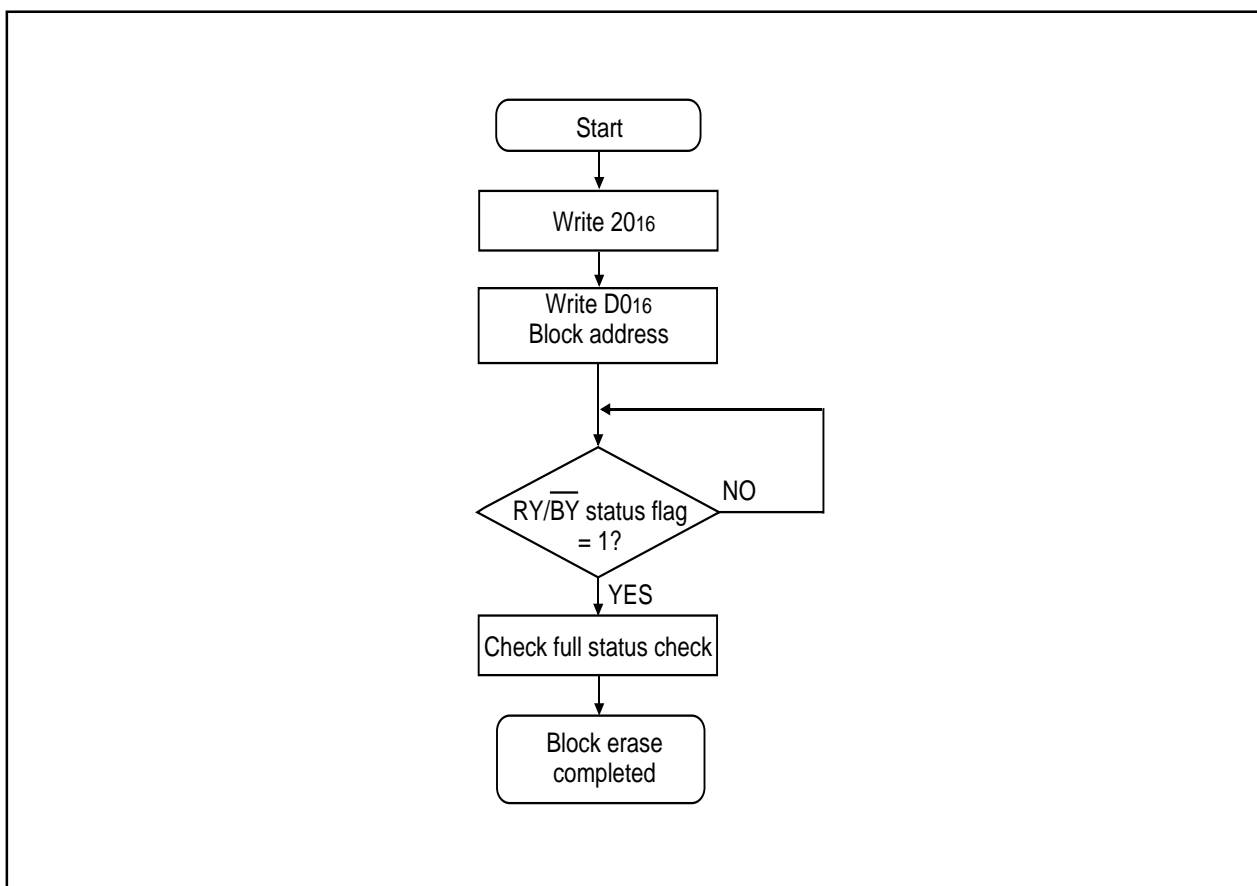 Start
Write 2016
Write D016
Block address
NO
RY/B̅Y̅ status flag
= 1?
YES
Check full status check
Block erase
completed